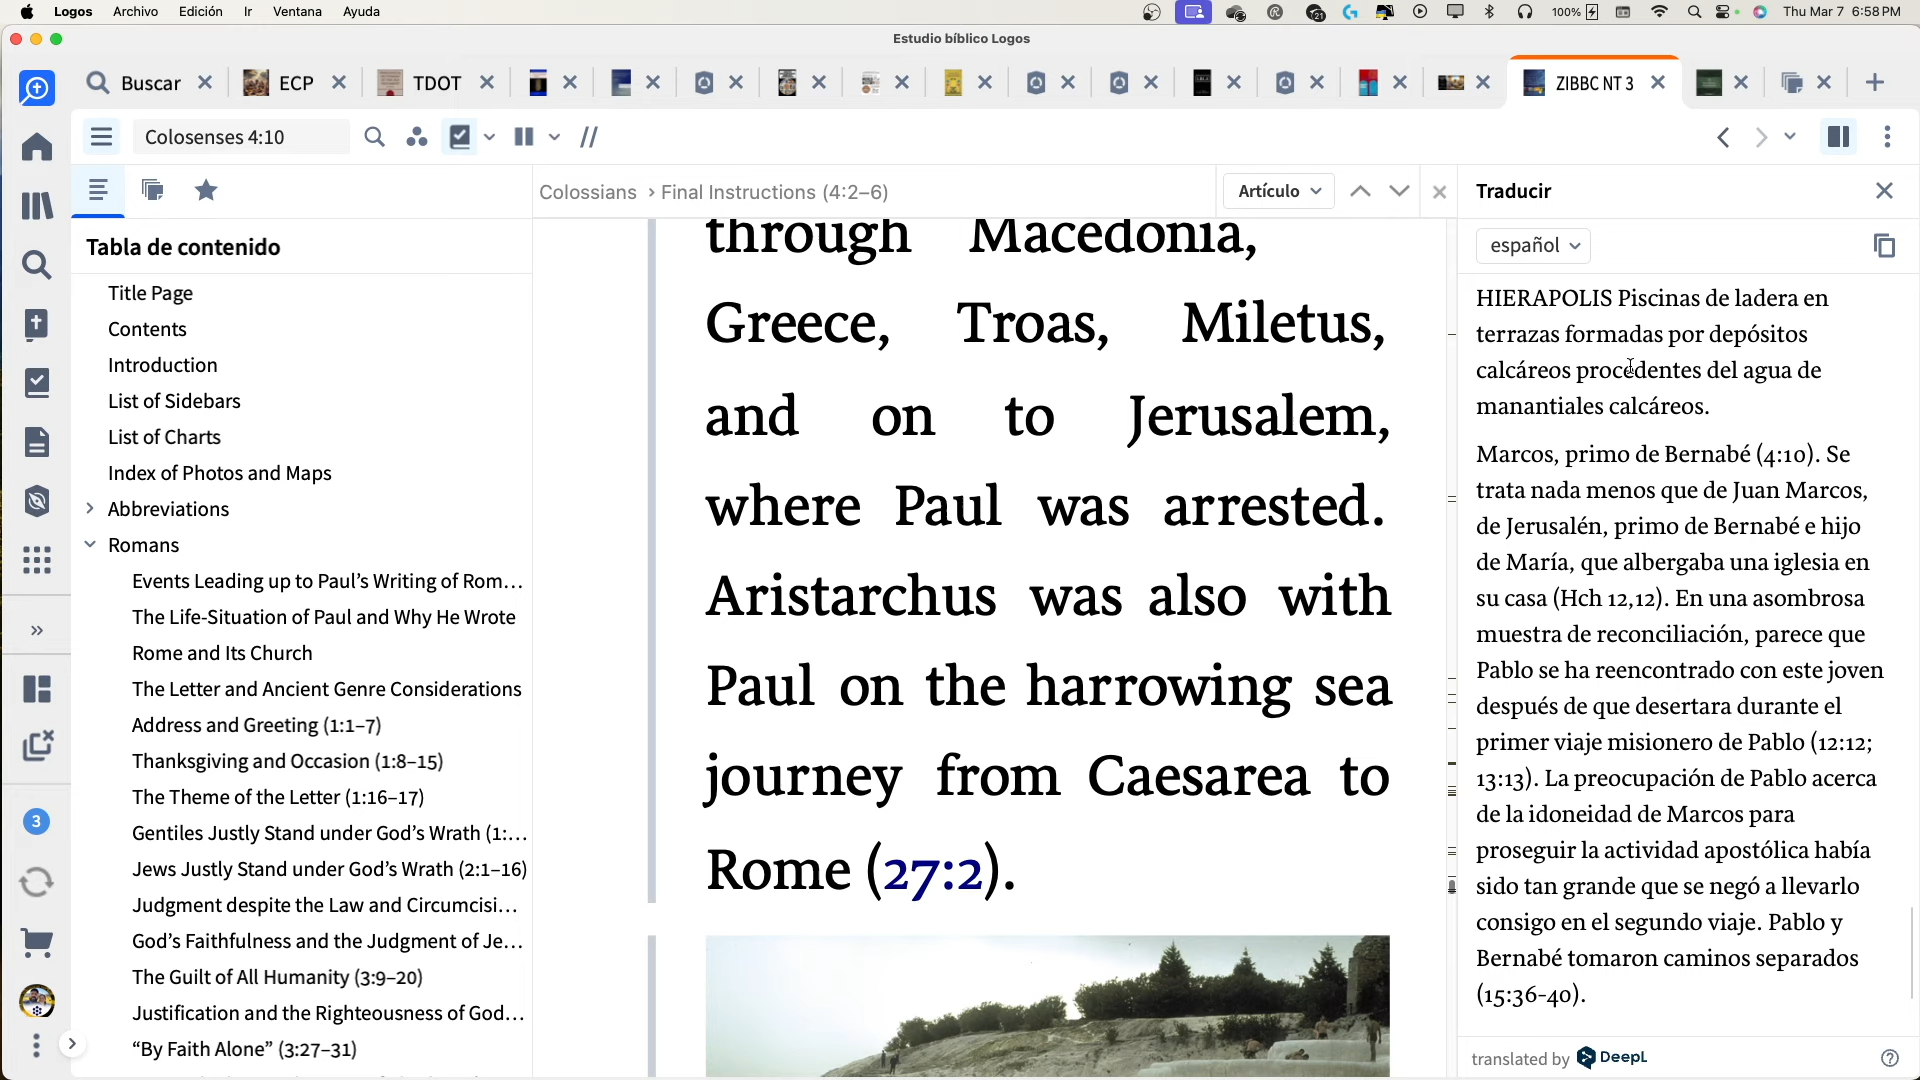 Logos Archivo Edición Ir Ventana Ayuda
21
100%
Thu Mar 7 6:58 PM
Estudio bíblico Logos
Buscar
ECP
TDOT
ZIBBC NT 3
Colosenses 4:10
Tabla de contenido
Title Page
Contents
Introduction
List of Sidebars
List of Charts
Index of Photos and Maps
Abbreviations
Romans
Events Leading up to Paul’s Writing of Rom…
The Life-Situation of Paul and Why He Wrote
Rome and Its Church
The Letter and Ancient Genre Considerations
Address and Greeting (1:1–7)
Thanksgiving and Occasion (1:8–15)
The Theme of the Letter (1:16–17)
Gentiles Justly Stand under God’s Wrath (1:…
Jews Justly Stand under God’s Wrath (2:1–16)
Judgment despite the Law and Circumcisi…
God’s Faithfulness and the Judgment of Je…
The Guilt of All Humanity (3:9–20)
Justification and the Righteousness of God…
“By Faith Alone” (3:27–31)
3
Colossians › Final Instructions (4:2–6)
Artículo
through Macedonia,
Greece, Troas, Miletus,
and on to Jerusalem,
where Paul was arrested.
Aristarchus was also with
Paul on the harrowing sea
journey from Caesarea to
Rome (27:2).
Traducir
español
HIERAPOLIS Piscinas de ladera en
terrazas formadas por depósitos
calcáreos procedentes del agua de
manantiales calcáreos.
Marcos, primo de Bernabé (4:10). Se
trata nada menos que de Juan Marcos,
de Jerusalén, primo de Bernabé e hijo
de María, que albergaba una iglesia en
su casa (Hch 12,12). En una asombrosa
muestra de reconciliación, parece que
Pablo se ha reencontrado con este joven
después de que desertara durante el
primer viaje misionero de Pablo (12:12;
13:13). La preocupación de Pablo acerca
de la idoneidad de Marcos para
proseguir la actividad apostólica había
sido tan grande que se negó a llevarlo
consigo en el segundo viaje. Pablo y
Bernabé tomaron caminos separados
(15:36-40).
translated by DeepL